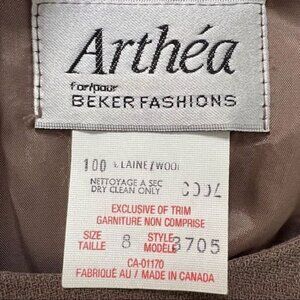 Arthéa
for/pour
BEKER FASHIONS
100 % LAINE/WOOL
NETTOYAGE A SEC
DRY CLEAN ONLY
EXCLUSIVE OF TRIM
GARNITURE NON COMPRISE
SIZE 8 STYLE 3705
TAILLE MODÈLE
CA-01170
FABRIQUÉ AU / MADE IN CANADA